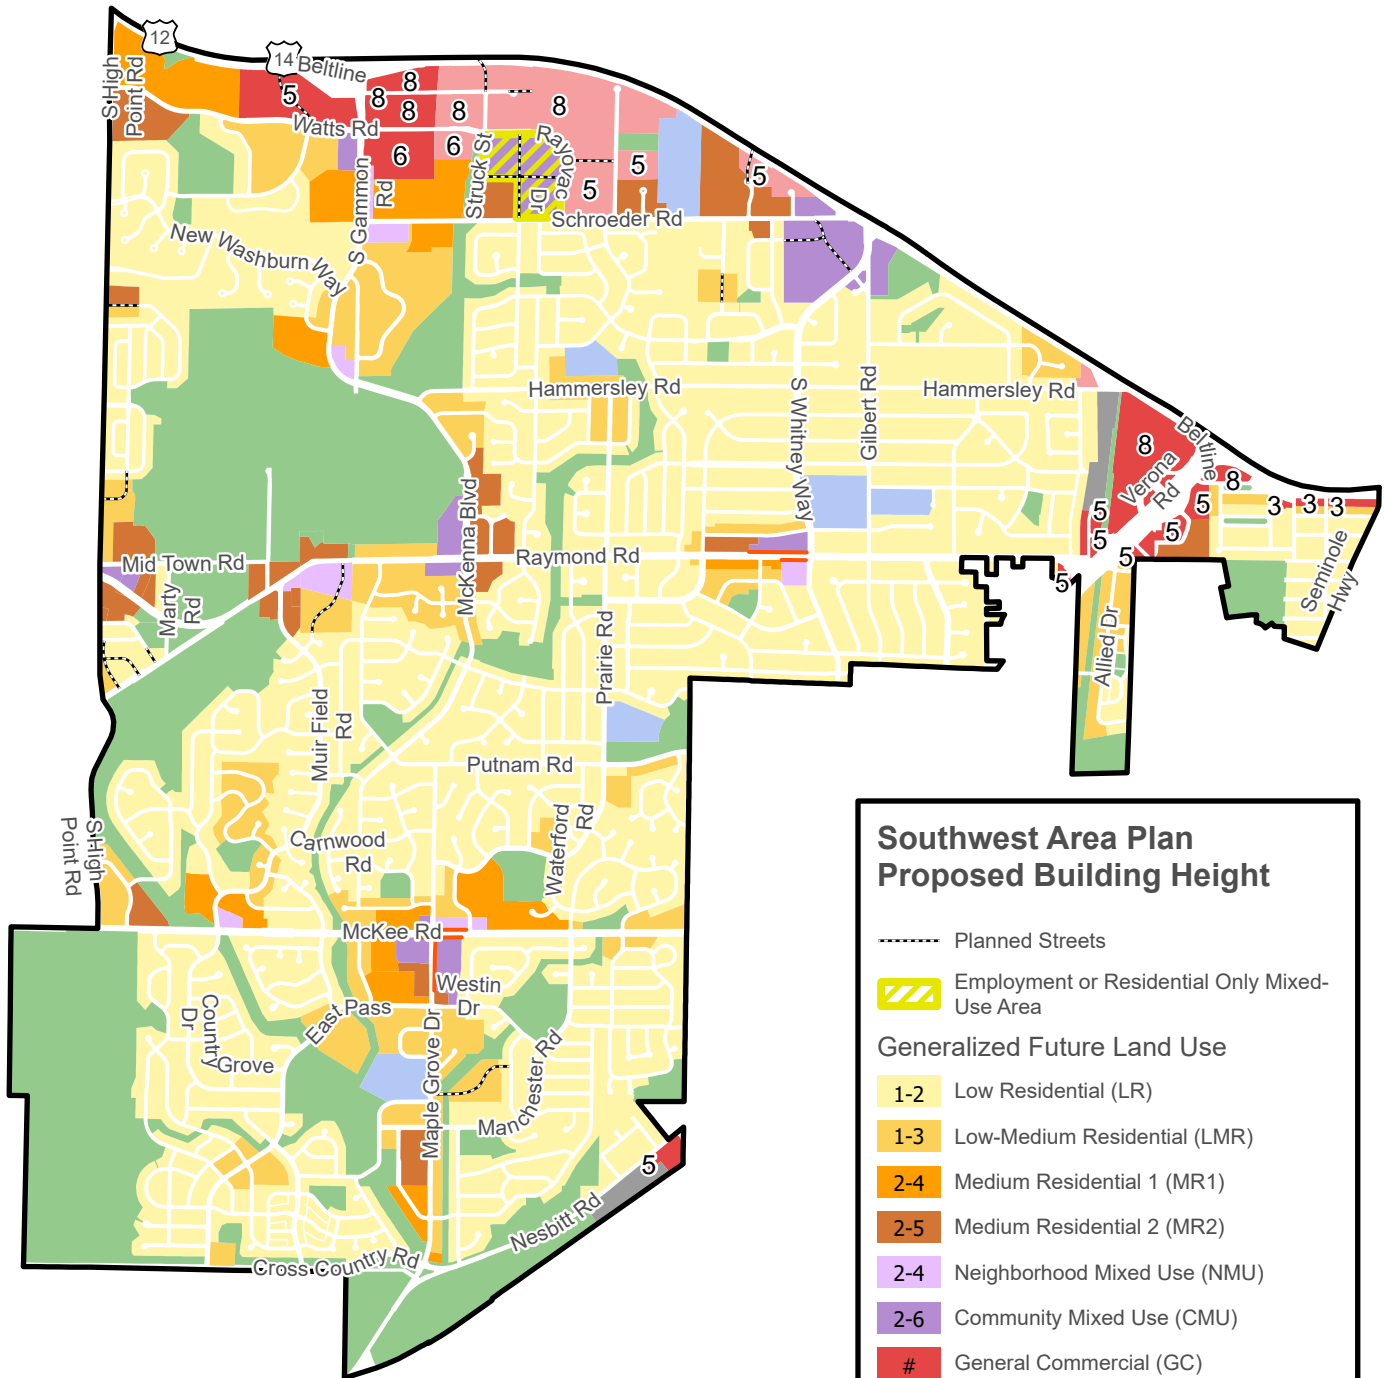 12
14
Beltline
S High
Point Rd
5
8
8
8
8
8
Watts Rd
6
6
5
5
5
Struck St
Rayovac
Dr
S Gammon
Rd
Schroeder Rd
New Washburn Way
Hammersley Rd
Hammersley Rd
S Whitney Way
Gilbert Rd
8
Beltline
Verona
Rd
8
5
5
3
3
3
5
5
5
5
McKenna Blvd
Raymond Rd
Mid Town Rd
Marty
Rd
Seminole
Hwy
Allied Dr
Prairie Rd
Muir Field
Rd
Putnam Rd
S High
Point Rd
Carnwood
Rd
Waterford
Rd
McKee Rd
Westin
Dr
East Pass
Country
Grove
Dr
Maple Grove Dr
Manchester Rd
5
Nesbitt Rd
Cross Country Rd
Southwest Area Plan
Proposed Building Height
Planned Streets
Employment or Residential Only Mixed-
Use Area
Generalized Future Land Use
1-2 Low Residential (LR)
1-3 Low-Medium Residential (LMR)
2-4 Medium Residential 1 (MR1)
2-5 Medium Residential 2 (MR2)
2-4 Neighborhood Mixed Use (NMU)
2-6 Community Mixed Use (CMU)
# General Commercial (GC)